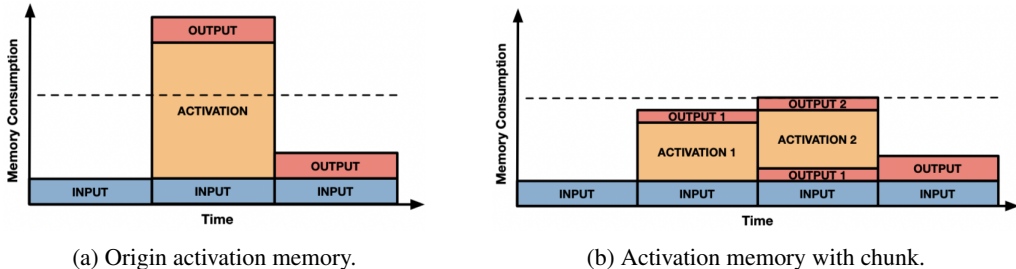 Memory Consumption
OUTPUT
ACTIVATION
OUTPUT
INPUT
INPUT
INPUT
Time
(a) Origin activation memory.
Memory Consumption
OUTPUT 2
OUTPUT 1
ACTIVATION 2
ACTIVATION 1
OUTPUT 1
OUTPUT
INPUT
INPUT
INPUT
INPUT
Time
(b) Activation memory with chunk.